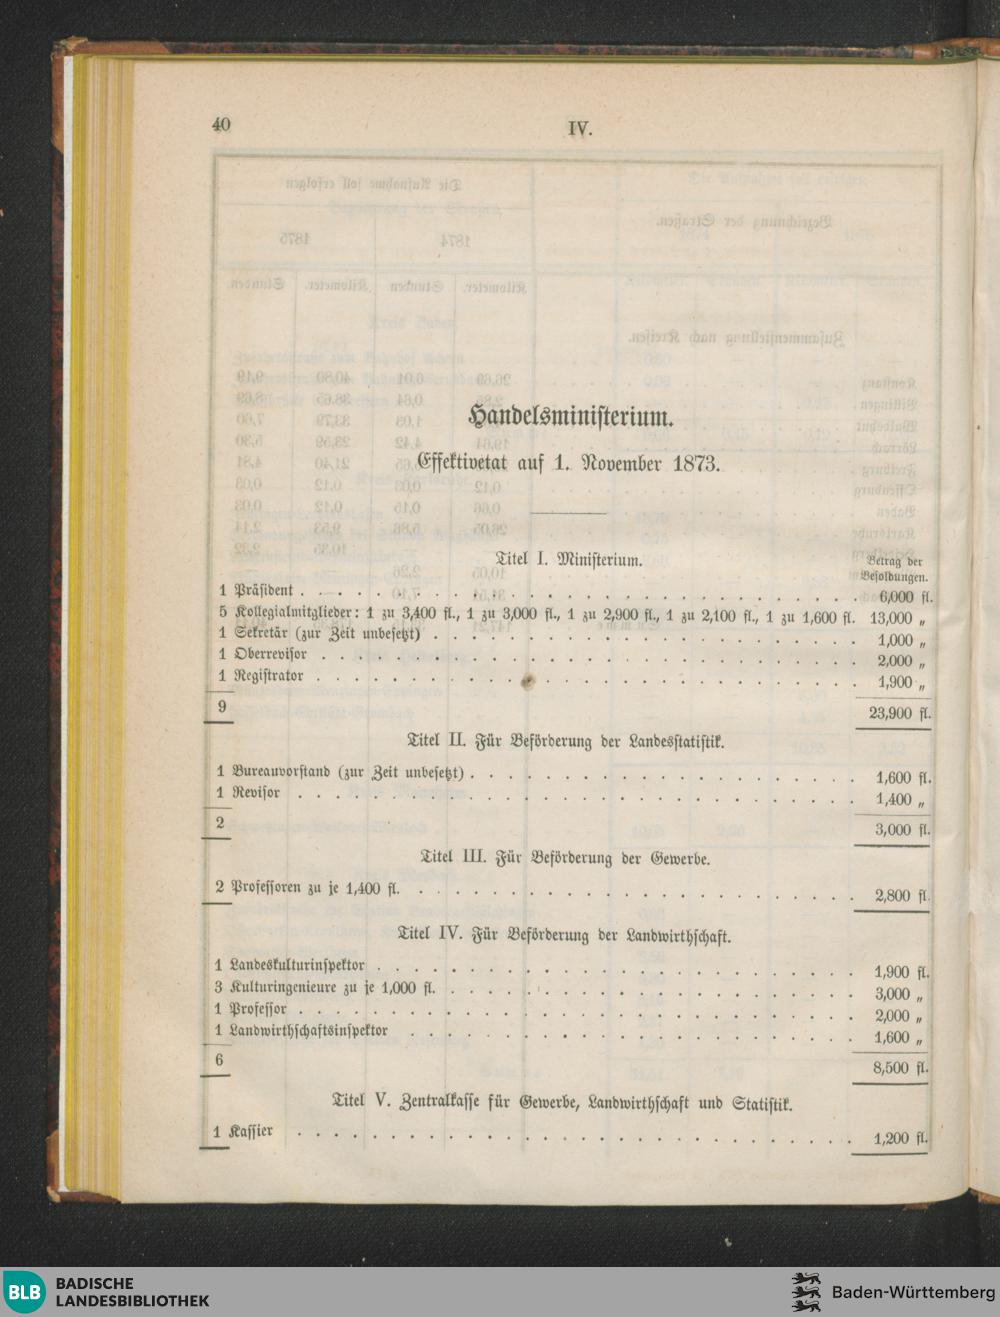 40
IV.
Handelsministerium.
Effektivetat auf 1. November 1873.
Titel I. Ministerium.
Betrag der
Besoldungen.
1 Präsident . . . . . . . . . . 6,000 fl.
5 Kollegialmitglieder: 1 zu 3,400 fl., 1 zu 3,000 fl., 1 zu 2,900 fl., 1 zu 2,100 fl., 1 zu 1,600 fl. 13,000 „
1 Sekretär (zur Zeit unbesetzt) . . . . . . . . . . 1,000 „
1 Oberrevisor . . . . . . . . . . 2,000 „
1 Registrator . . . . . . . . . . 1,900 „
9 23,900 fl.
Titel II. Für Beförderung der Landesstatistik.
1 Bureauvorstand (zur Zeit unbesetzt) . . . . . . . . . . 1,600 fl.
1 Revisor . . . . . . . . . . 1,400 „
2 3,000 fl.
Titel III. Für Beförderung der Gewerbe.
2 Professoren zu je 1,400 fl. . . . . . . . . . . 2,800 fl.
Titel IV. Für Beförderung der Landwirthschaft.
1 Landeskulturinspektor . . . . . . . . . . 1,900 fl.
3 Kulturingenieure zu je 1,000 fl. . . . . . . . . . . 3,000 „
1 Professor . . . . . . . . . . 2,000 „
1 Landwirthschaftsinspektor . . . . . . . . . . 1,600 „
6 8,500 fl.
Titel V. Zentralkasse für Gewerbe, Landwirthschaft und Statistik.
1 Kassier . . . . . . . . . . 1,200 fl.
BLB
BADISCHE
LANDESBIBLIOTHEK
Baden-Württemberg